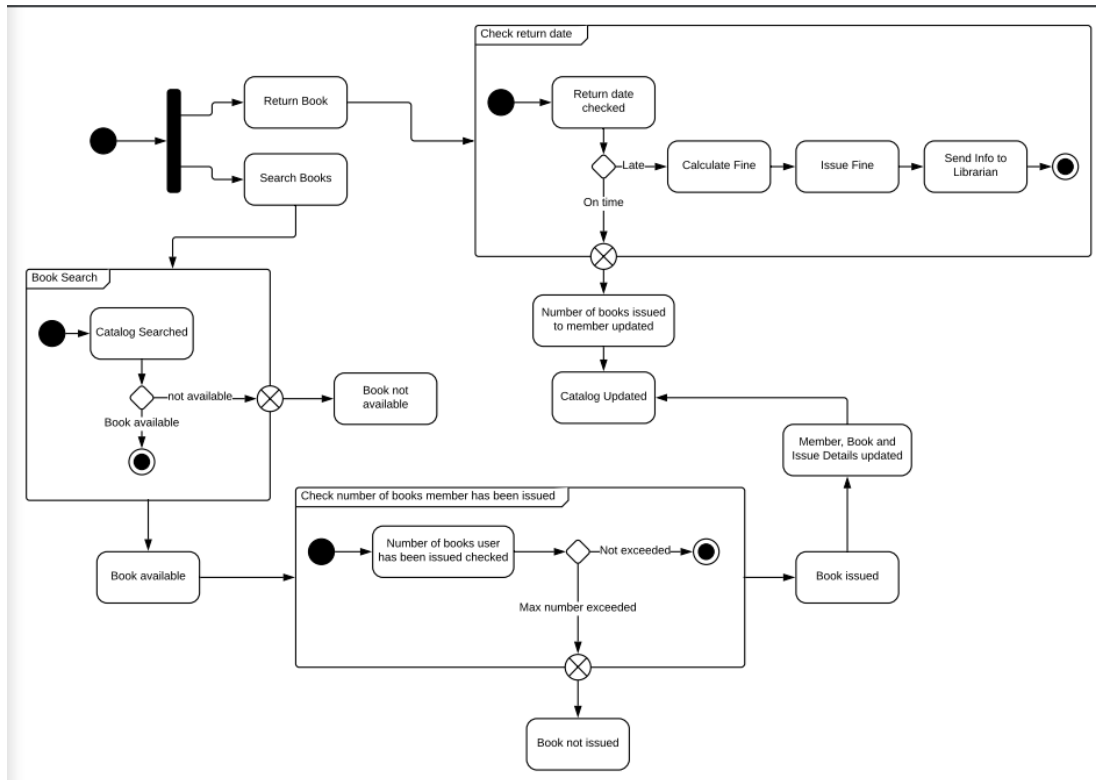 Check return date
Return Book
Return date
checked
Late
Calculate Fine
Issue Fine
Send Info to
Librarian
Search Books
On time
Book Search
Catalog Searched
not available
Book available
Book not
available
Number of books issued
to member updated
Catalog Updated
Member, Book and
Issue Details updated
Check number of books member has been issued
Number of books user
has been issued checked
Not exceeded
Max number exceeded
Book available
Book issued
Book not issued